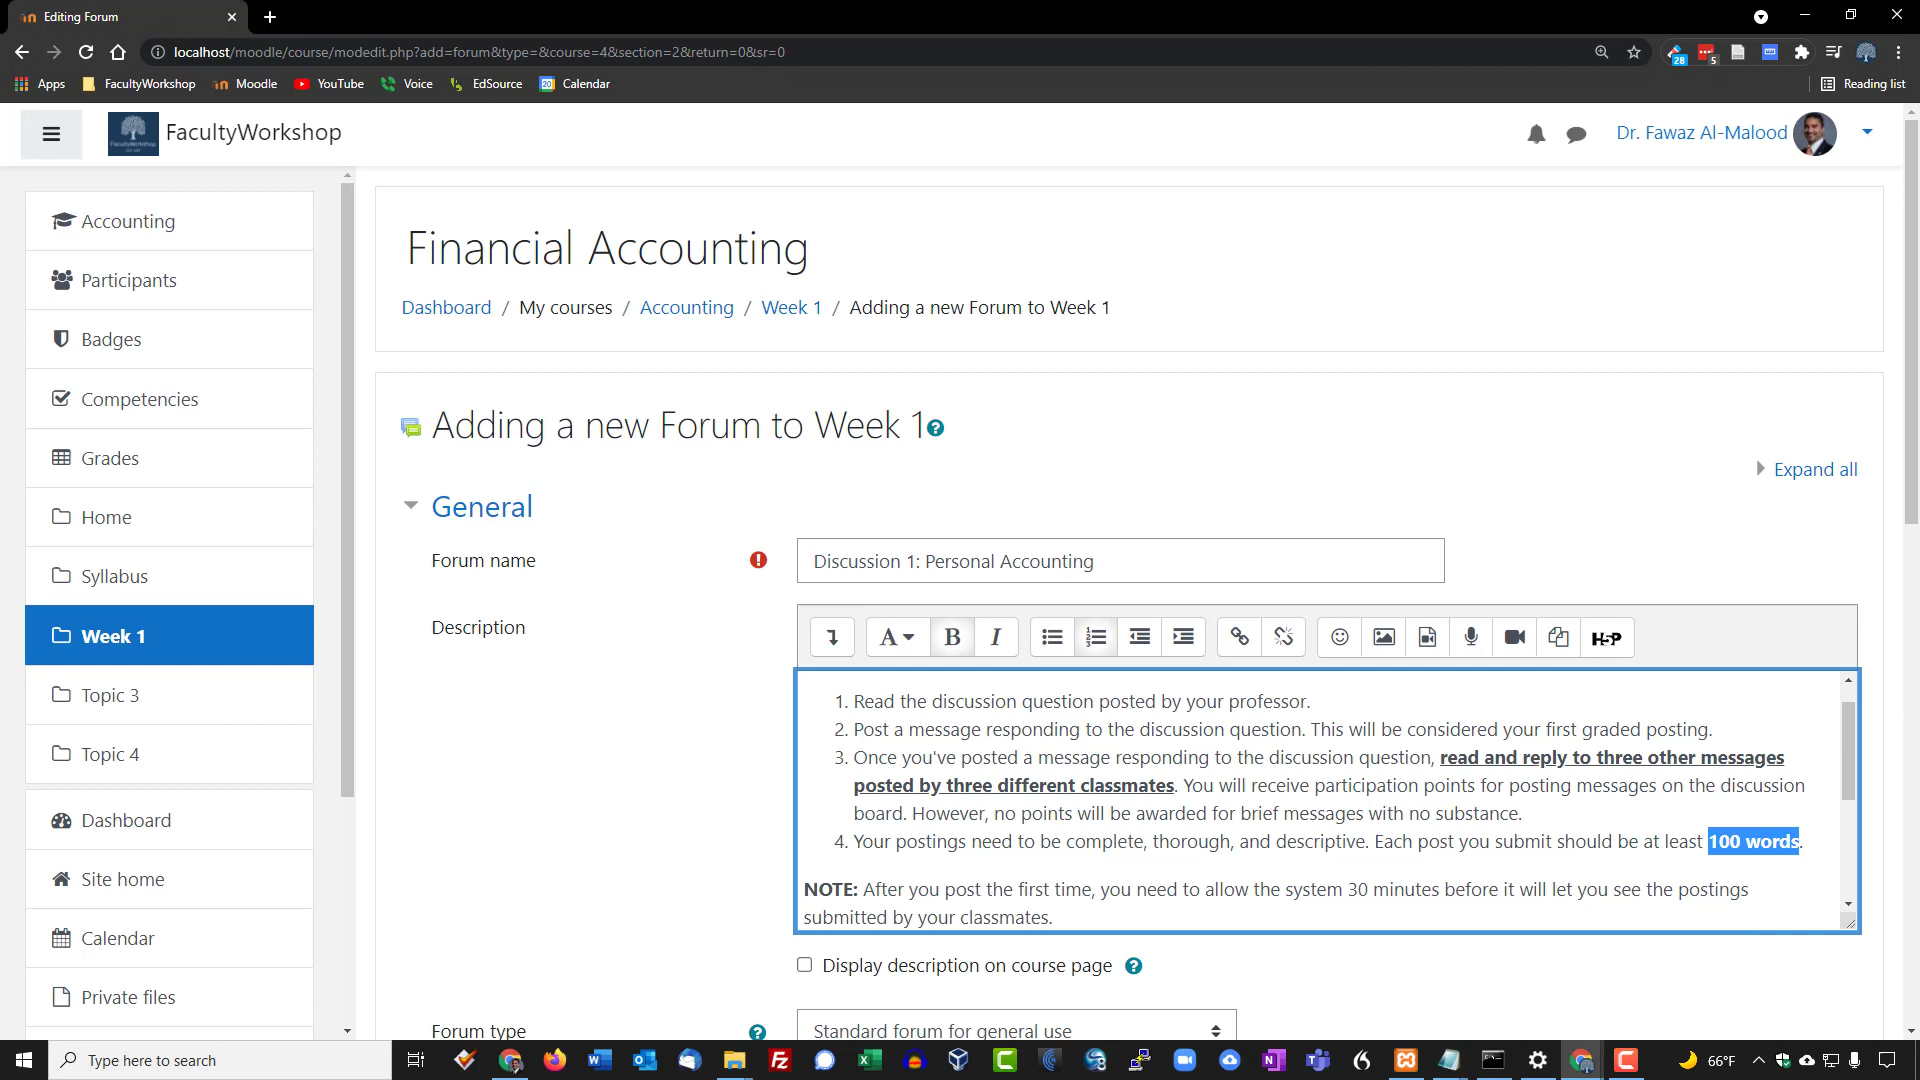 Editing Forum
localhost/moodle/course/modedit.php?add=forum&type=&course=4&section=2&return=0&sr=0
28
5
Apps
FacultyWorkshop
Moodle
YouTube
Voice
EdSource
20
Calendar
Reading list
FacultyWorkshop
Dr. Fawaz Al-Malood
Accounting
Participants
Badges
Competencies
Grades
Home
Syllabus
Week 1
Topic 3
Topic 4
Dashboard
Site home
Calendar
Private files
Financial Accounting
Dashboard / My courses / Accounting / Week 1 / Adding a new Forum to Week 1
Adding a new Forum to Week 1
Expand all
General
Forum name
Discussion 1: Personal Accounting
Description
A
B
I
H5P
1. Read the discussion question posted by your professor.
2. Post a message responding to the discussion question. This will be considered your first graded posting.
3. Once you've posted a message responding to the discussion question, read and reply to three other messages
posted by three different classmates. You will receive participation points for posting messages on the discussion
board. However, no points will be awarded for brief messages with no substance.
4. Your postings need to be complete, thorough, and descriptive. Each post you submit should be at least 100 words.
NOTE: After you post the first time, you need to allow the system 30 minutes before it will let you see the postings
submitted by your classmates.
Display description on course page
Forum type
Standard forum for general use
Type here to search
66°F